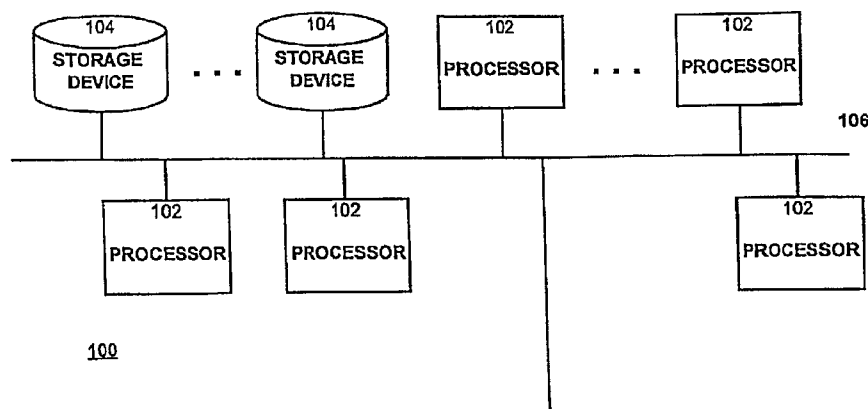 104
STORAGE
DEVICE
. . .
104
STORAGE
DEVICE
102
PROCESSOR
. . .
102
PROCESSOR
106
102
PROCESSOR
102
PROCESSOR
102
PROCESSOR
100